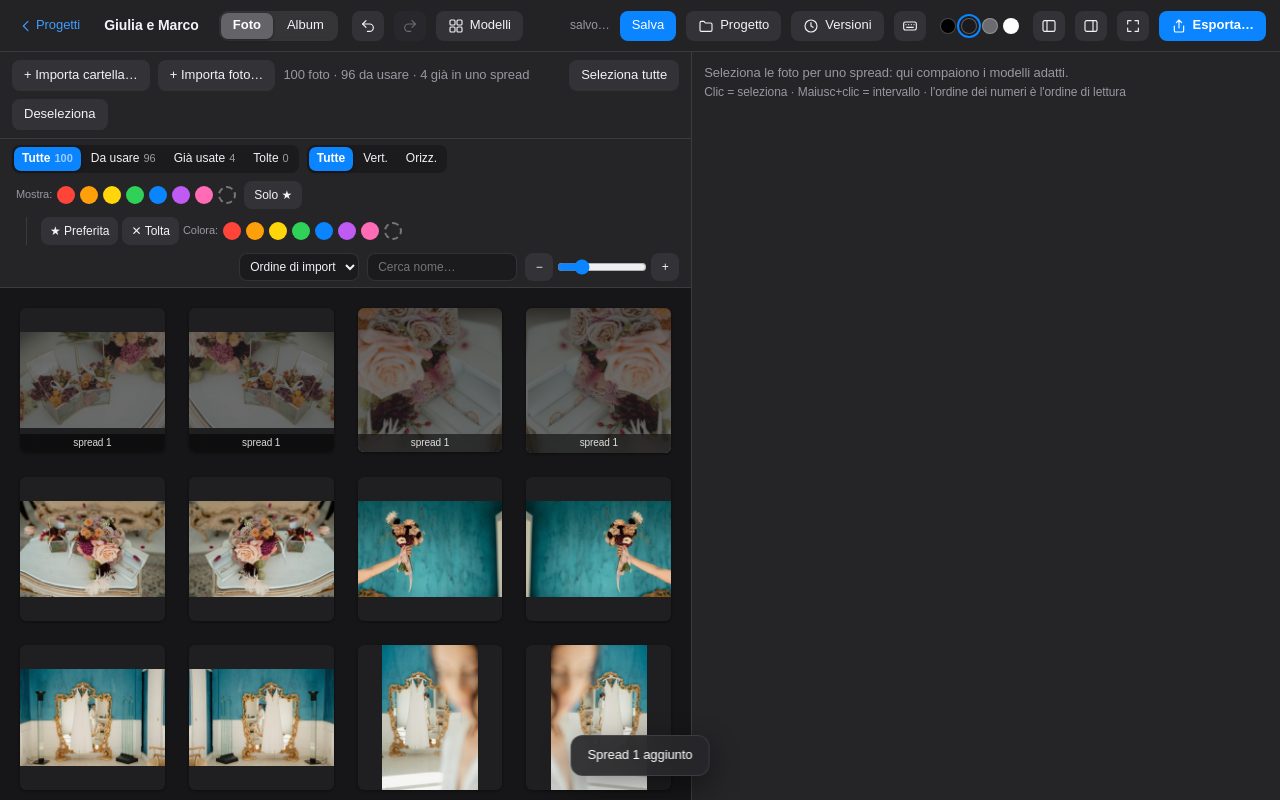 Progetti Giulia e Marco Foto Album Modelli salvo… Salva Progetto Versioni Esporta…
+ Importa cartella… + Importa foto… 100 foto · 96 da usare · 4 già in uno spread Seleziona tutte
Deseleziona
Tutte 100 Da usare 96 Già usate 4 Tolte 0 Tutte Vert. Orizz.
Mostra: Solo ★
★ Preferita ✕ Tolta Colora:
Ordine di import Cerca nome… − +
spread 1 spread 1 spread 1 spread 1
Seleziona le foto per uno spread: qui compaiono i modelli adatti.
Clic = seleziona · Maiusc+clic = intervallo · l'ordine dei numeri è l'ordine di lettura
Spread 1 aggiunto